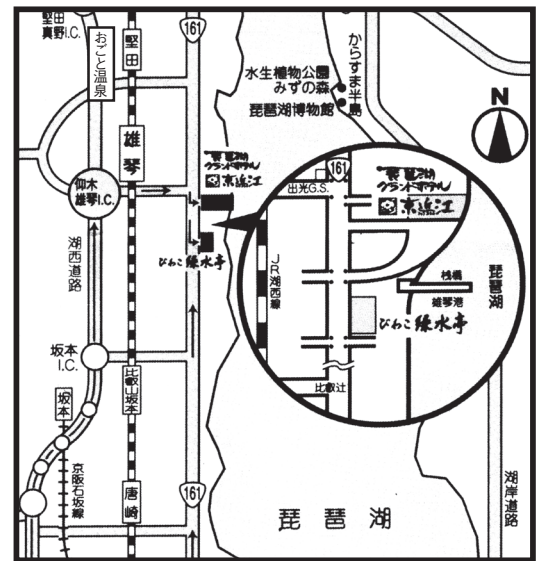 堅田
真野I.C.
おごと温泉
堅田
161
水生植物公園
みずの森
琵琶湖博物館
からすま半島
N
雄琴
仰木
雄琴I.C.
琵琶湖
グランドホテル
京近江
びわこ 緑水亭
湖西道路
161
出光G.S.
琵琶湖
グランドホテル
京近江
JR湖西線
桟橋
雄琴港
琵琶湖
びわこ 緑水亭
比叡辻
坂本
I.C.
比叡山坂本
坂本
京阪石坂線
唐崎
161
琵琶湖
湖岸道路